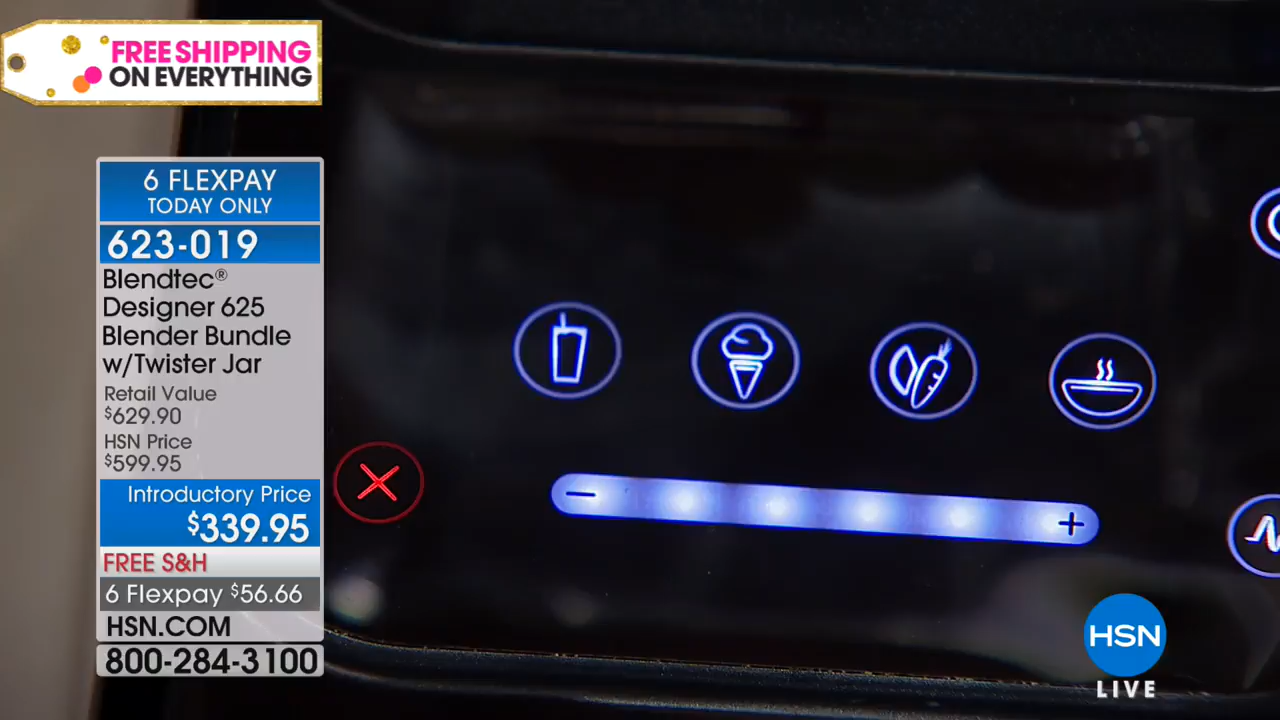 FREE SHIPPING
ON EVERYTHING
6 FLEXPAY
TODAY ONLY
623-019
Blendtec®
Designer 625
Blender Bundle
w/Twister Jar
Retail Value
$629.90
HSN Price
$599.95
Introductory Price
$339.95
FREE S&H
6 Flexpay $56.66
HSN.COM
800-284-3100
− +
HSN
LIVE